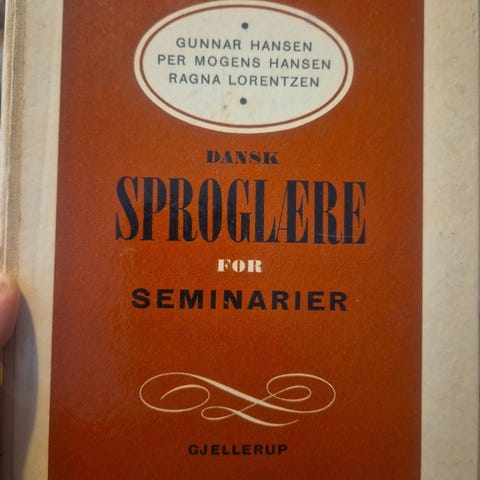 GUNNAR HANSEN
PER MOGENS HANSEN
RAGNA LORENTZEN
DANSK
SPROGLÆRE
FOR
SEMINARIER
GJELLERUP